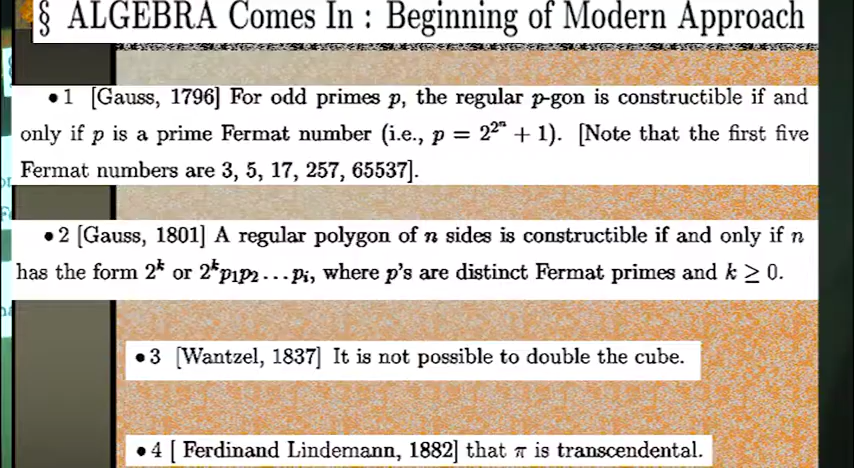 § ALGEBRA Comes In : Beginning of Modern Approach
•1 [Gauss, 1796] For odd primes p, the regular p-gon is constructible if and
only if p is a prime Fermat number (i.e., p = 2^{2^n} + 1). [Note that the first five
Fermat numbers are 3, 5, 17, 257, 65537].
•2 [Gauss, 1801] A regular polygon of n sides is constructible if and only if n
has the form 2^k or 2^k p_1p_2...p_i, where p's are distinct Fermat primes and k ≥ 0.
•3 [Wantzel, 1837] It is not possible to double the cube.
•4 [ Ferdinand Lindemann, 1882] that π is transcendental.